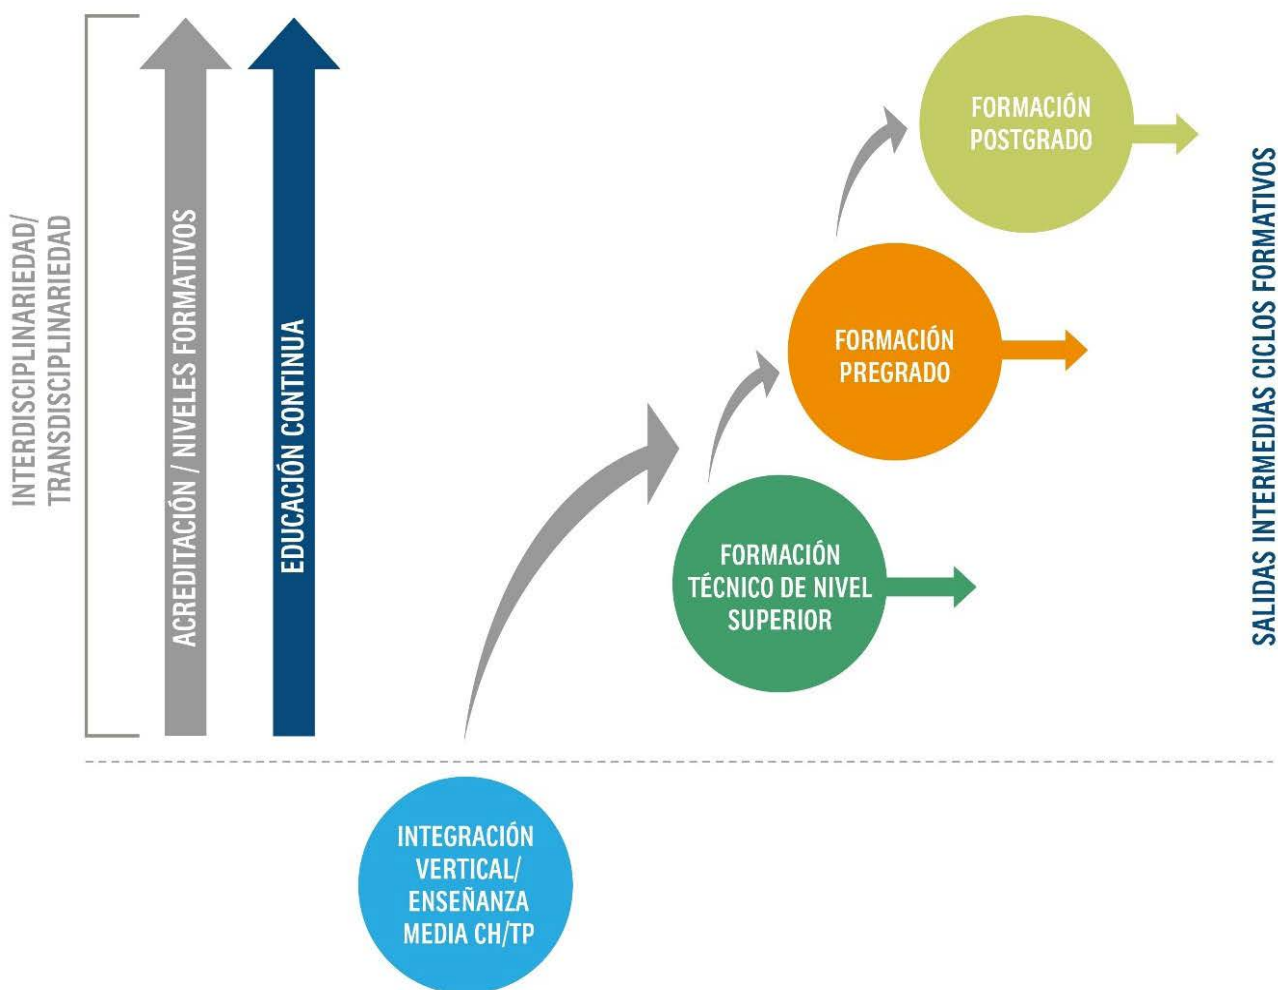 INTERDISCIPLINARIEDAD/
TRANSDISCIPLINARIEDAD
ACREDITACIÓN / NIVELES FORMATIVOS
EDUCACIÓN CONTINUA
FORMACIÓN
POSTGRADO
FORMACIÓN
PREGRADO
FORMACIÓN
TÉCNICO DE NIVEL
SUPERIOR
INTEGRACIÓN
VERTICAL/
ENSEÑANZA
MEDIA CH/TP
SALIDAS INTERMEDIAS CICLOS FORMATIVOS